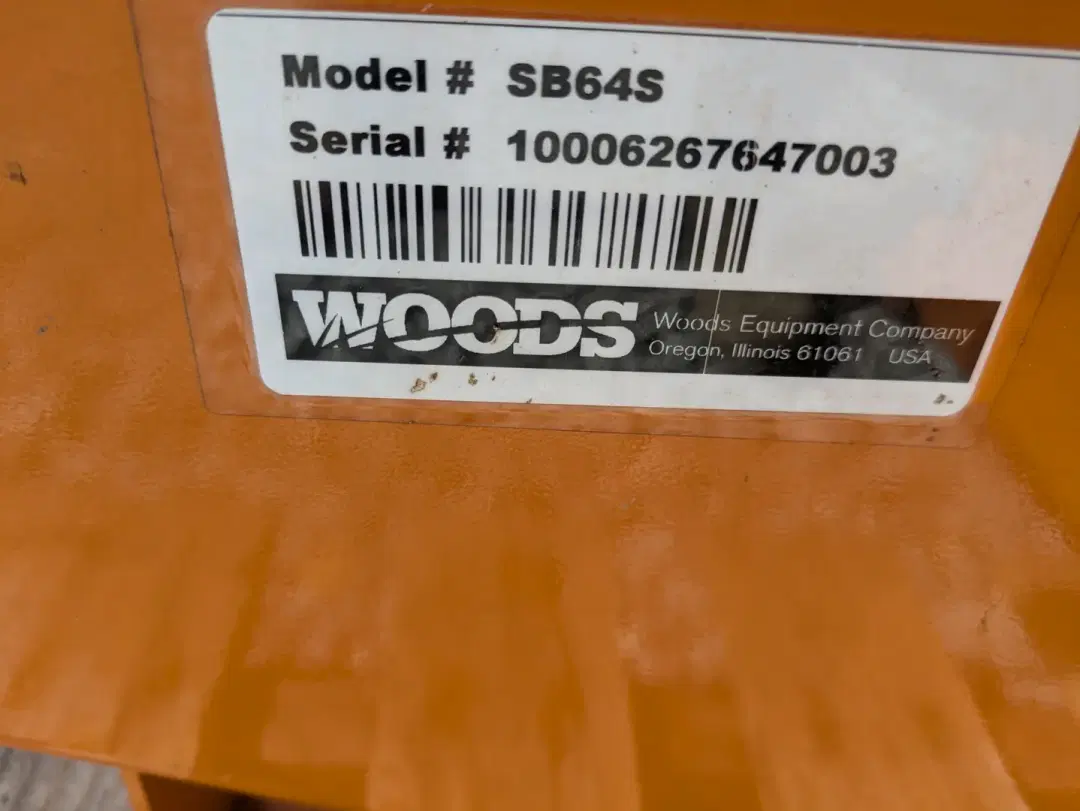 Model # SB64S
Serial # 10006267647003
WOODS
Woods Equipment Company
Oregon, Illinois 61061 USA